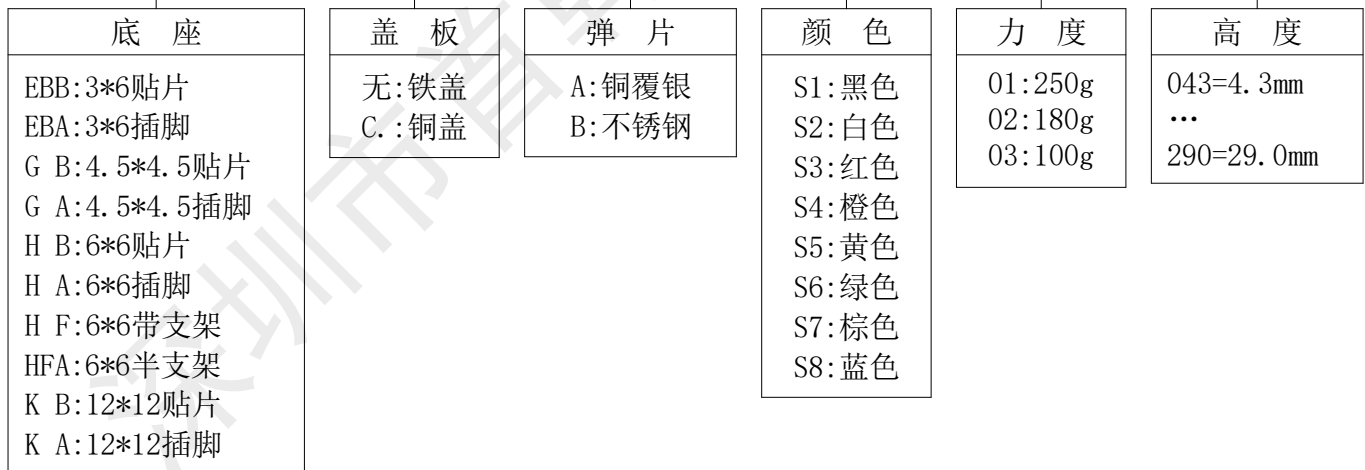 底 座
EBB:3*6贴片
EBA:3*6插脚
G B:4.5*4.5贴片
G A:4.5*4.5插脚
H B:6*6贴片
H A:6*6插脚
H F:6*6带支架
HFA:6*6半支架
K B:12*12贴片
K A:12*12插脚
盖 板
无:铁盖
C.:铜盖
弹 片
A:铜覆银
B:不锈钢
颜 色
S1:黑色
S2:白色
S3:红色
S4:橙色
S5:黄色
S6:绿色
S7:棕色
S8:蓝色
力 度
01:250g
02:180g
03:100g
高 度
043=4.3mm
…
290=29.0mm
深圳市首